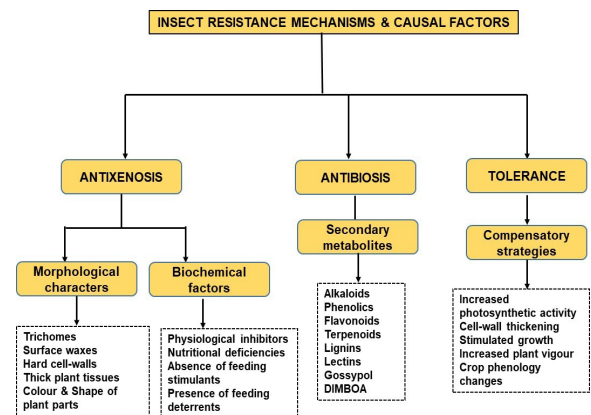 INSECT RESISTANCE MECHANISMS & CAUSAL FACTORS
ANTIXENOSIS
ANTIBIOSIS
TOLERANCE
Morphological
characters
Biochemical
factors
Secondary
metabolites
Compensatory
strategies
Trichomes
Surface waxes
Hard cell-walls
Thick plant tissues
Colour & Shape of
plant parts
Physiological inhibitors
Nutritional deficiencies
Absence of feeding
stimulants
Presence of feeding
deterrents
Alkaloids
Phenolics
Flavonoids
Terpenoids
Lignins
Lectins
Gossypol
DIMBOA
Increased
photosynthetic activity
Cell-wall thickening
Stimulated growth
Increased plant vigour
Crop phenology
changes